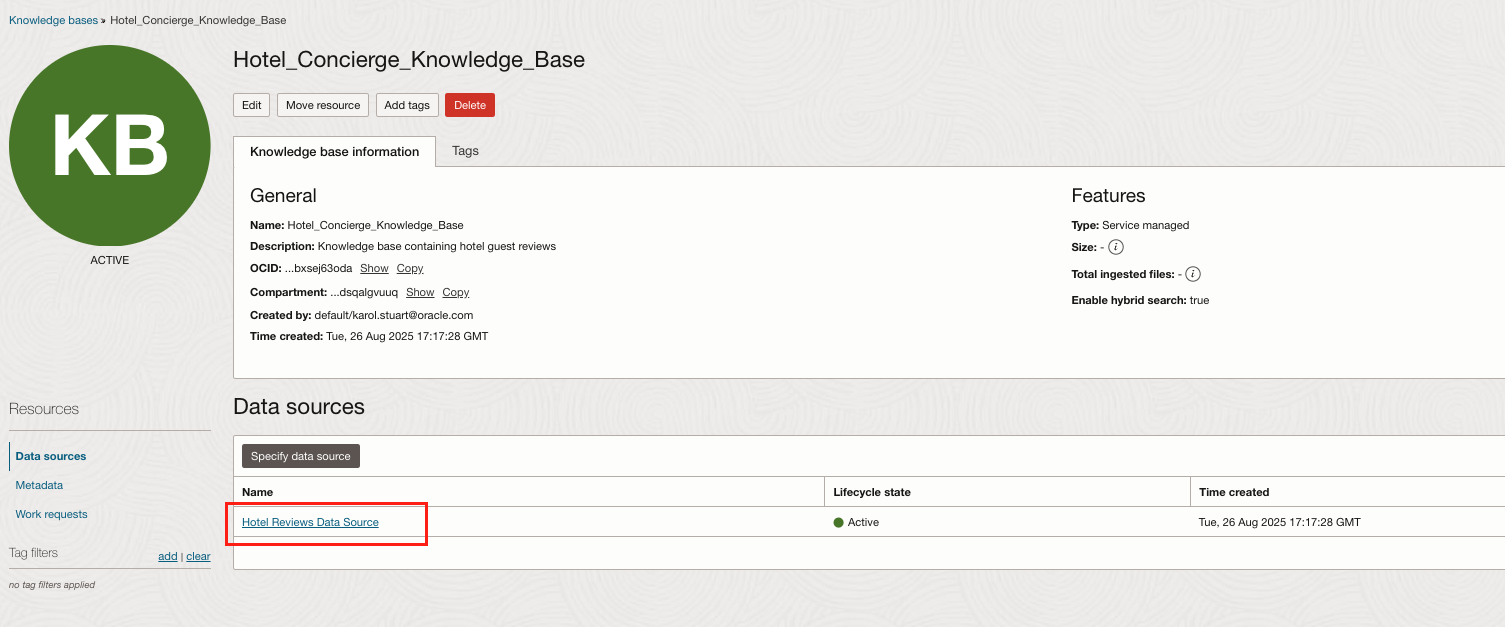 Knowledge bases » Hotel_Concierge_Knowledge_Base
KB
ACTIVE
Hotel_Concierge_Knowledge_Base
Edit Move resource Add tags Delete
Knowledge base information Tags
General
Name: Hotel_Concierge_Knowledge_Base
Description: Knowledge base containing hotel guest reviews
OCID: ...bxsej63oda Show Copy
Compartment: ...dsqalgvuuq Show Copy
Created by: default/karol.stuart@oracle.com
Time created: Tue, 26 Aug 2025 17:17:28 GMT
Features
Type: Service managed
Size: - i
Total ingested files: - i
Enable hybrid search: true
Resources
Data sources
Metadata
Work requests
Tag filters add | clear
no tag filters applied
Data sources
Specify data source
Name Lifecycle state Time created
Hotel Reviews Data Source Active Tue, 26 Aug 2025 17:17:28 GMT